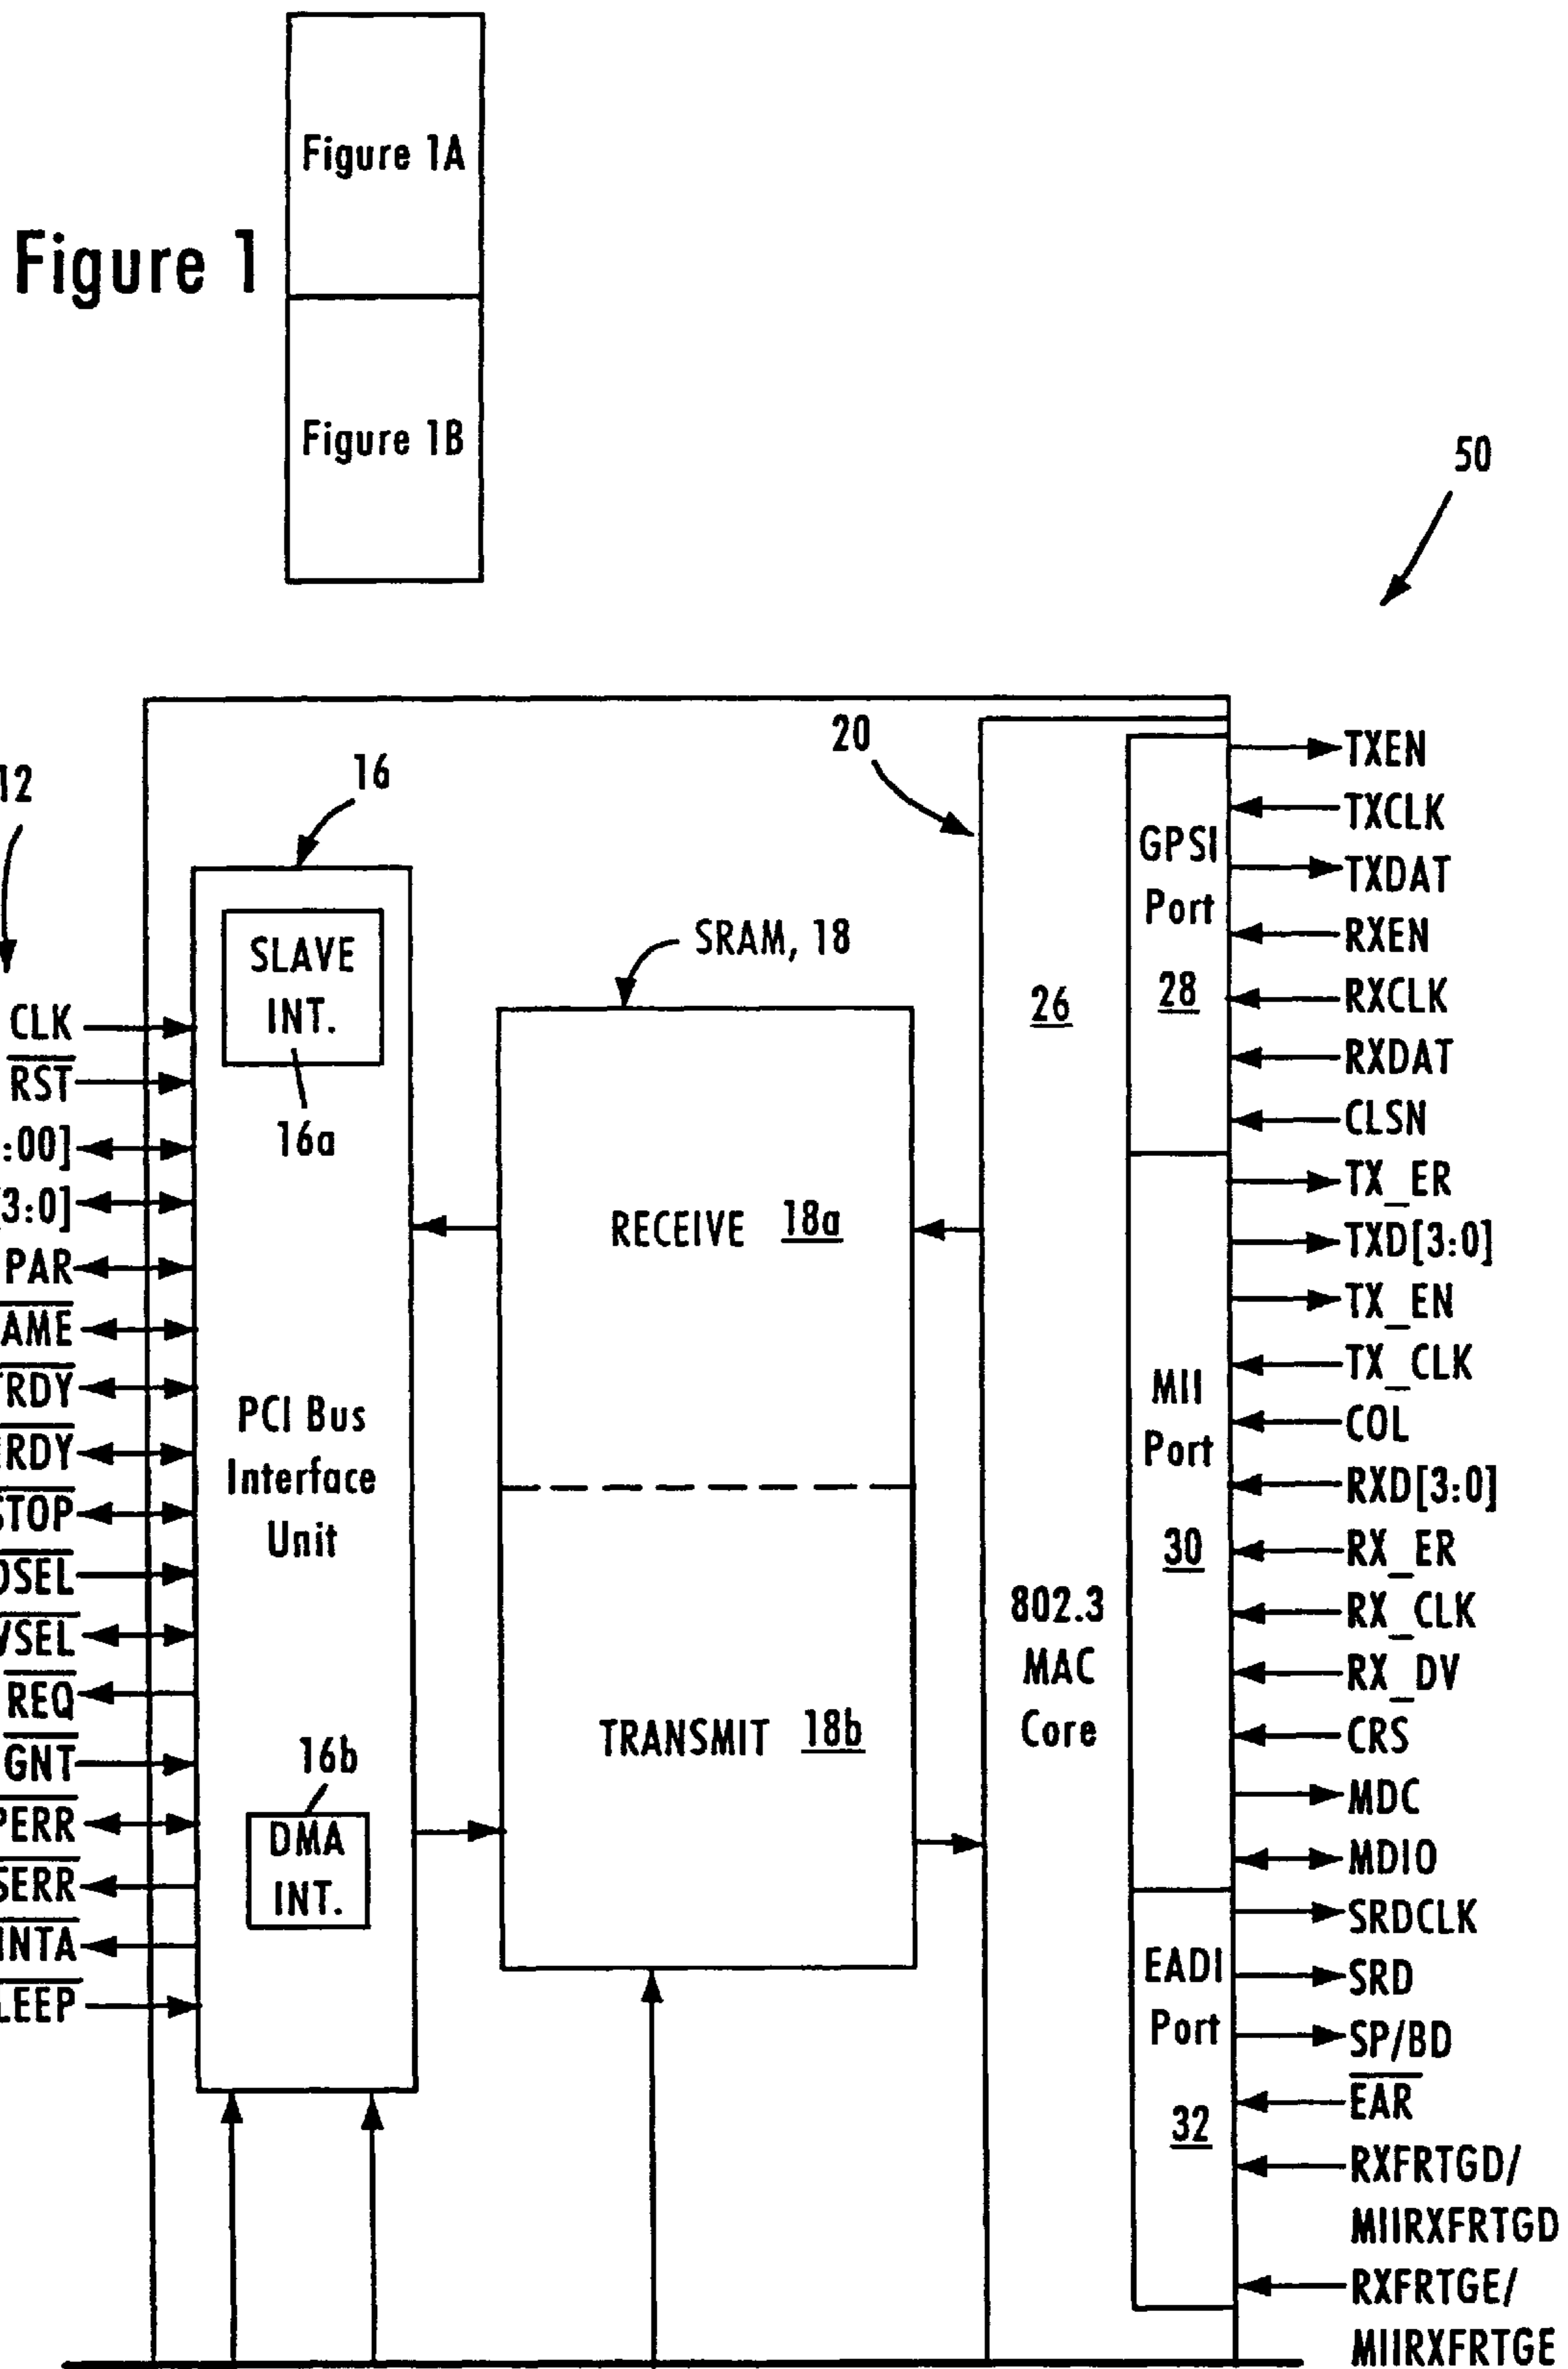 Figure 1
Figure 1A
Figure 1B
50
12
16
20
SRAM, 18
SLAVE
INT.
16a
PCI Bus
Interface
Unit
16b
DMA
INT.
RECEIVE 18a
TRANSMIT 18b
26
802.3
MAC
Core
GPSI
Port
28
MII
Port
30
EADI
Port
32
CLK
RST
:00]
3:0]
PAR
AME
RDY
RDY
STOP
DSEL
VSEL
REQ
GNT
PERR
SERR
INTA
LEEP
TXEN
TXCLK
TXDAT
RXEN
RXCLK
RXDAT
CLSN
TX_ER
TXD[3:0]
TX_EN
TX_CLK
COL
RXD[3:0]
RX_ER
RX_CLK
RX_DV
CRS
MDC
MDIO
SRDCLK
SRD
SP/BD
EAR
RXFRTGD/
MIIRXFRTGD
RXFRTGE/
MIIRXFRTGE